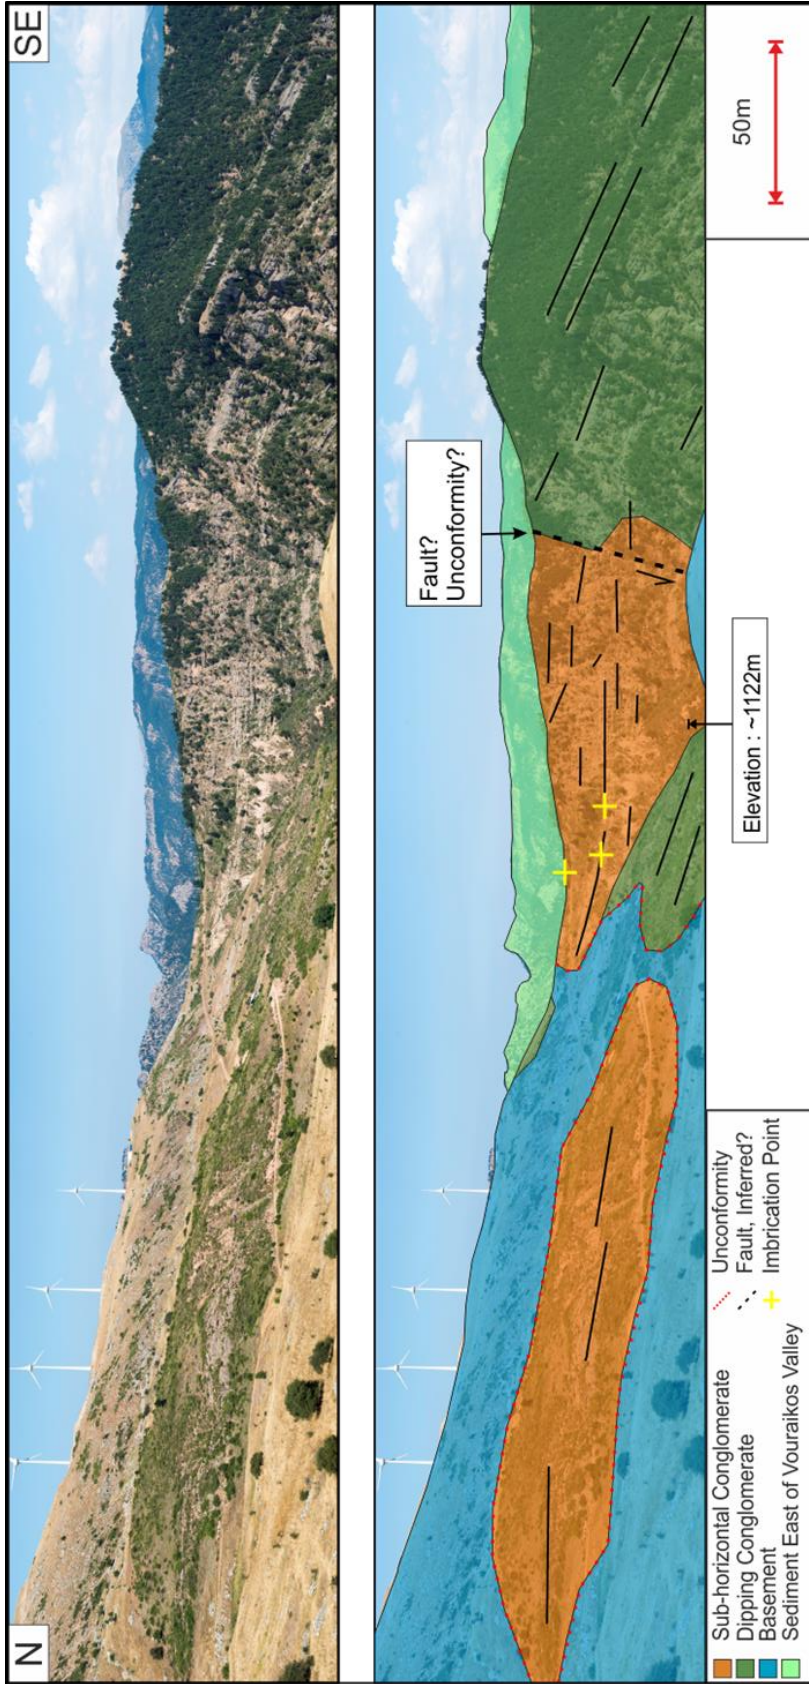 N
SE
Fault?
Unconformity?
Elevation : ~1122m
Sub-horizontal Conglomerate
Dipping Conglomerate
Basement
Sediment East of Vouraikos Valley
Unconformity
Fault, Inferred?
Imbrication Point
50m